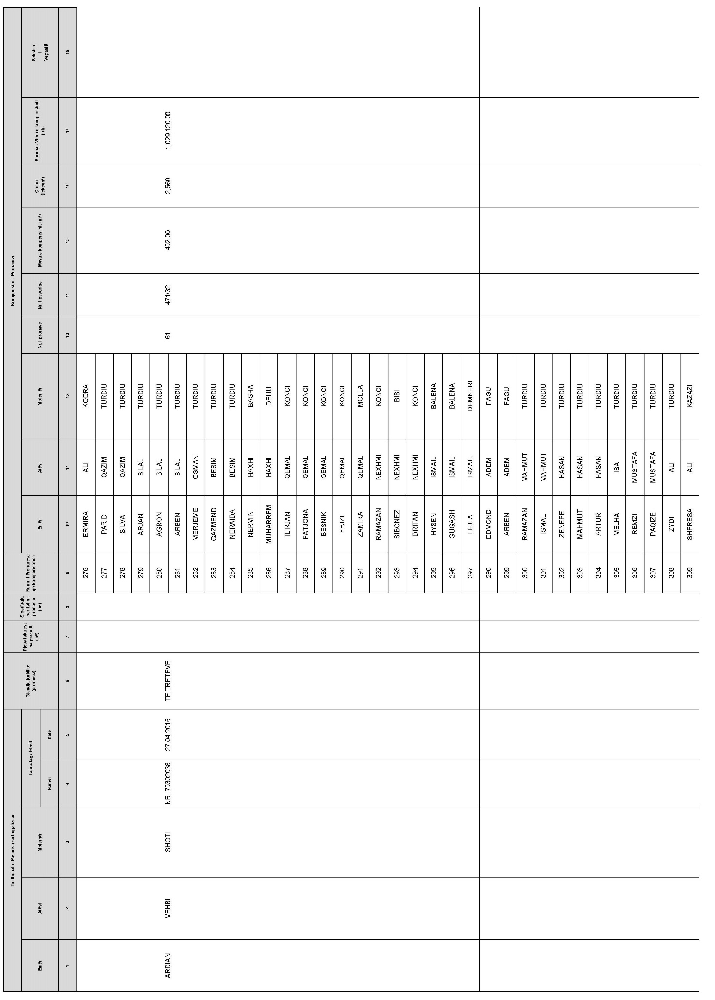 Të dhënat e Pasurisë së Legalizuar Kompensimi i Pronarëve
Emër Atësi Mbiemër Leja e legalizimit Gjendja juridike (pronesia) Pjesa takuese në parcelë (m²) Sipërfaqja për kalim pronësie (m²) Numri i Pronareve qe kompensohen Emër Atësi Mbiemër Nr. i pronave Nr. i pasurisë Masa e kompensimit (m²) Çmimi (leke/m²) Shuma - Vlera e kompensimit (lek) Seksioni i Veçantë
Numer Date
1 2 3 4 5 6 7 8 9 10 11 12 13 14 15 16 17 18
276 ERMIRA ALI KODRA
277 PARID QAZIM TURDIU
278 SILVA QAZIM TURDIU
279 ARJAN BILAL TURDIU
280 AGRON BILAL TURDIU
ARDIAN VEHBI SHOTI NR. 70302038 27.04.2016 TE TRETEVE 61 471/32 402.00 2,560 1,029,120.00
281 ARBEN BILAL TURDIU
282 MERJEME OSMAN TURDIU
283 GAZMEND BESIM TURDIU
284 NERAIDA BESIM TURDIU
285 NERMIN HAXHI BASHA
286 MUHARREM HAXHI DELIU
287 ILIRJAN QEMAL KONCI
288 FATJONA QEMAL KONCI
289 BESNIK QEMAL KONCI
290 FEJZI QEMAL KONCI
291 ZAMIRA QEMAL MOLLA
292 RAMAZAN NEXHMI KONCI
293 SIBONEZ NEXHMI BIBI
294 DRITAN NEXHMI KONCI
295 HYSEN ISMAIL BALENA
296 GUGASH ISMAIL BALENA
297 LEJLA ISMAIL DEMNERI
298 EDMOND ADEM FAGU
299 ARBEN ADEM FAGU
300 RAMAZAN MAHMUT TURDIU
301 ISMAL MAHMUT TURDIU
302 ZENEPE HASAN TURDIU
303 MAHMUT HASAN TURDIU
304 ARTUR HASAN TURDIU
305 MELHA ISA TURDIU
306 REMZI MUSTAFA TURDIU
307 PAQIZE MUSTAFA TURDIU
308 ZYDI ALI TURDIU
309 SHPRESA ALI KAZAZI